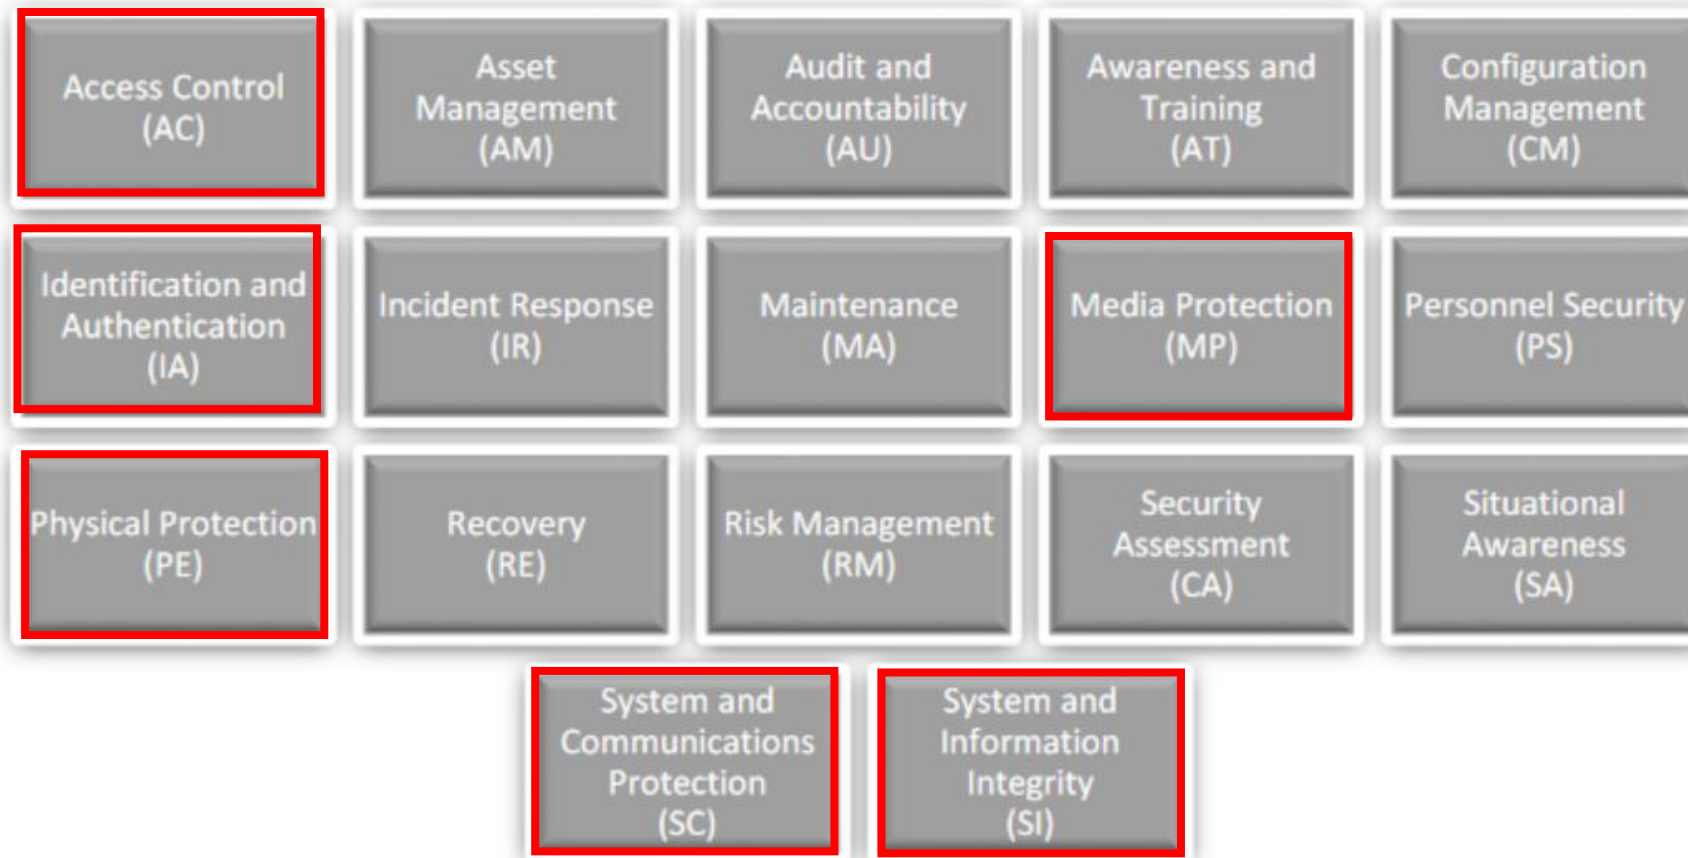 Access Control
(AC)
Asset
Management
(AM)
Audit and
Accountability
(AU)
Awareness and
Training
(AT)
Configuration
Management
(CM)
Identification and
Authentication
(IA)
Incident Response
(IR)
Maintenance
(MA)
Media Protection
(MP)
Personnel Security
(PS)
Physical Protection
(PE)
Recovery
(RE)
Risk Management
(RM)
Security
Assessment
(CA)
Situational
Awareness
(SA)
System and
Communications
Protection
(SC)
System and
Information
Integrity
(SI)